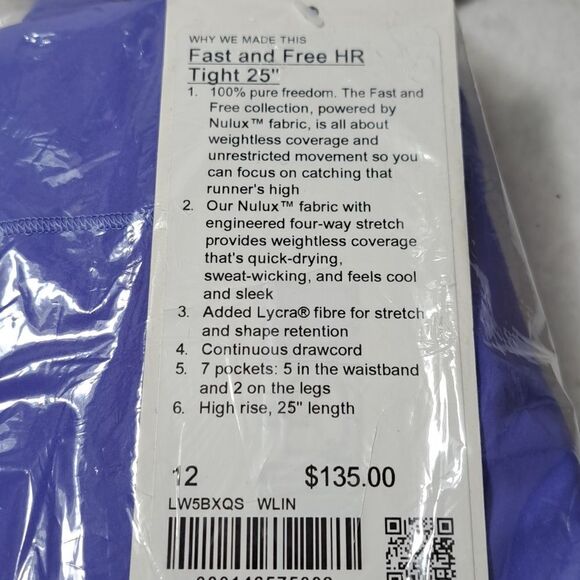 WHY WE MADE THIS
Fast and Free HR
Tight 25"
1. 100% pure freedom. The Fast and
Free collection, powered by
Nulux™ fabric, is all about
weightless coverage and
unrestricted movement so you
can focus on catching that
runner's high
2. Our Nulux™ fabric with
engineered four-way stretch
provides weightless coverage
that's quick-drying,
sweat-wicking, and feels cool
and sleek
3. Added Lycra® fibre for stretch
and shape retention
4. Continuous drawcord
5. 7 pockets: 5 in the waistband
and 2 on the legs
6. High rise, 25" length
12 $135.00
LW5BXQS WLIN